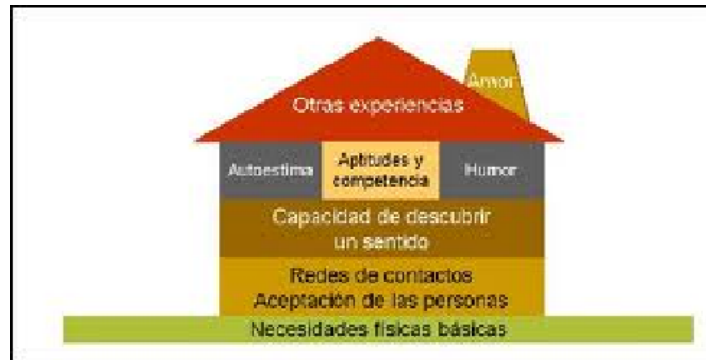 Amor
Otras experiencias
Autoestima
Aptitudes y
competencia
Humor
Capacidad de descubrir
un sentido
Redes de contactos
Aceptación de las personas
Necesidades físicas básicas